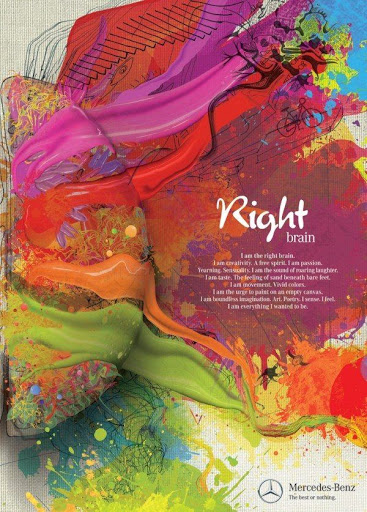 Right
brain
I am the right brain.
I am creativity. A free spirit. I am passion.
Yearning. Sensuality. I am the sound of roaring laughter.
I am taste. The feeling of sand beneath bare feet.
I am movement. Vivid colors.
I am the urge to paint on an empty canvas.
I am boundless imagination. Art. Poetry. I sense. I feel.
I am everything I wanted to be.
Mercedes-Benz
The best or nothing.